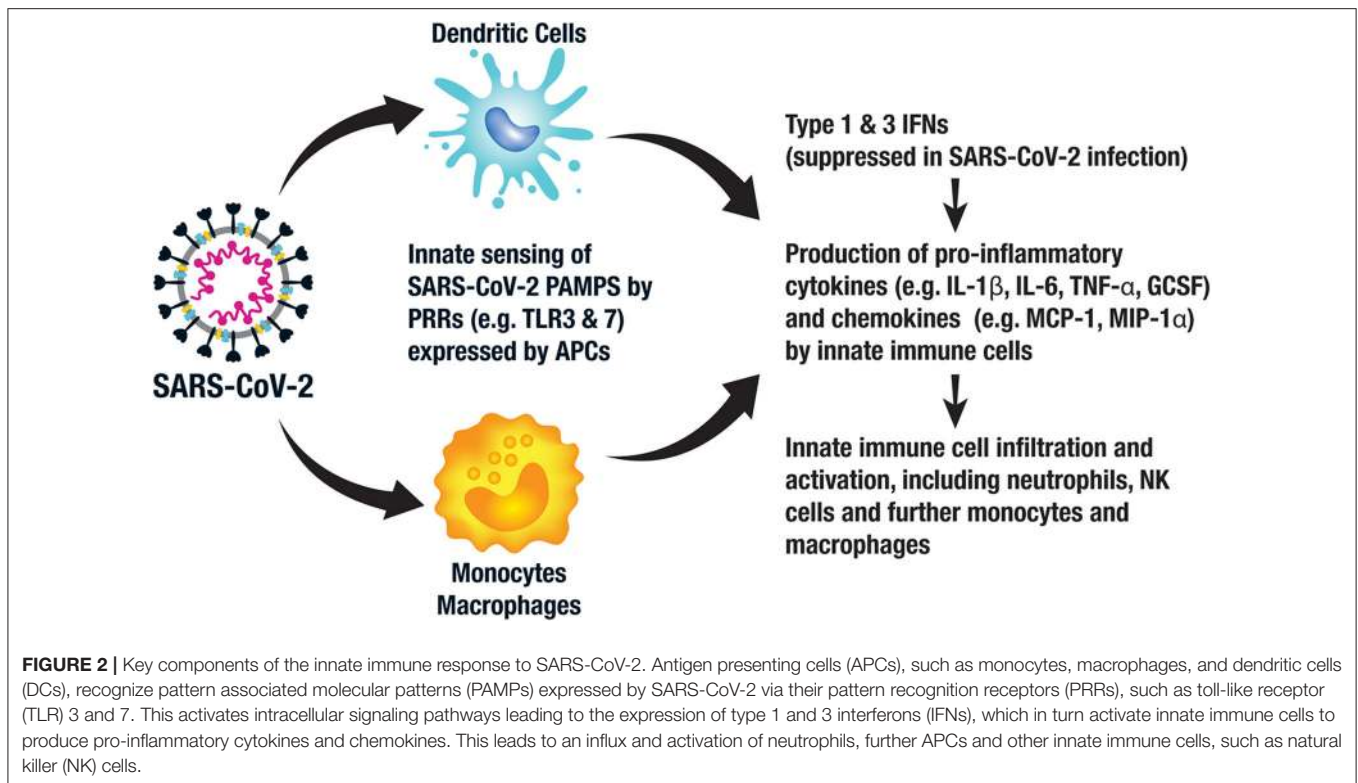 Dendritic Cells
Type 1 & 3 IFNs
(suppressed in SARS-CoV-2 infection)
Innate sensing of
SARS-CoV-2 PAMPS by
PRRs (e.g. TLR3 & 7)
expressed by APCs
Production of pro-inflammatory
cytokines (e.g. IL-1β, IL-6, TNF-α, GCSF)
and chemokines (e.g. MCP-1, MIP-1α)
by innate immune cells
SARS-CoV-2
Innate immune cell infiltration and
activation, including neutrophils, NK
cells and further monocytes and
macrophages
Monocytes
Macrophages
FIGURE 2 | Key components of the innate immune response to SARS-CoV-2. Antigen presenting cells (APCs), such as monocytes, macrophages, and dendritic cells
(DCs), recognize pattern associated molecular patterns (PAMPs) expressed by SARS-CoV-2 via their pattern recognition receptors (PRRs), such as toll-like receptor
(TLR) 3 and 7. This activates intracellular signaling pathways leading to the expression of type 1 and 3 interferons (IFNs), which in turn activate innate immune cells to
produce pro-inflammatory cytokines and chemokines. This leads to an influx and activation of neutrophils, further APCs and other innate immune cells, such as natural
killer (NK) cells.